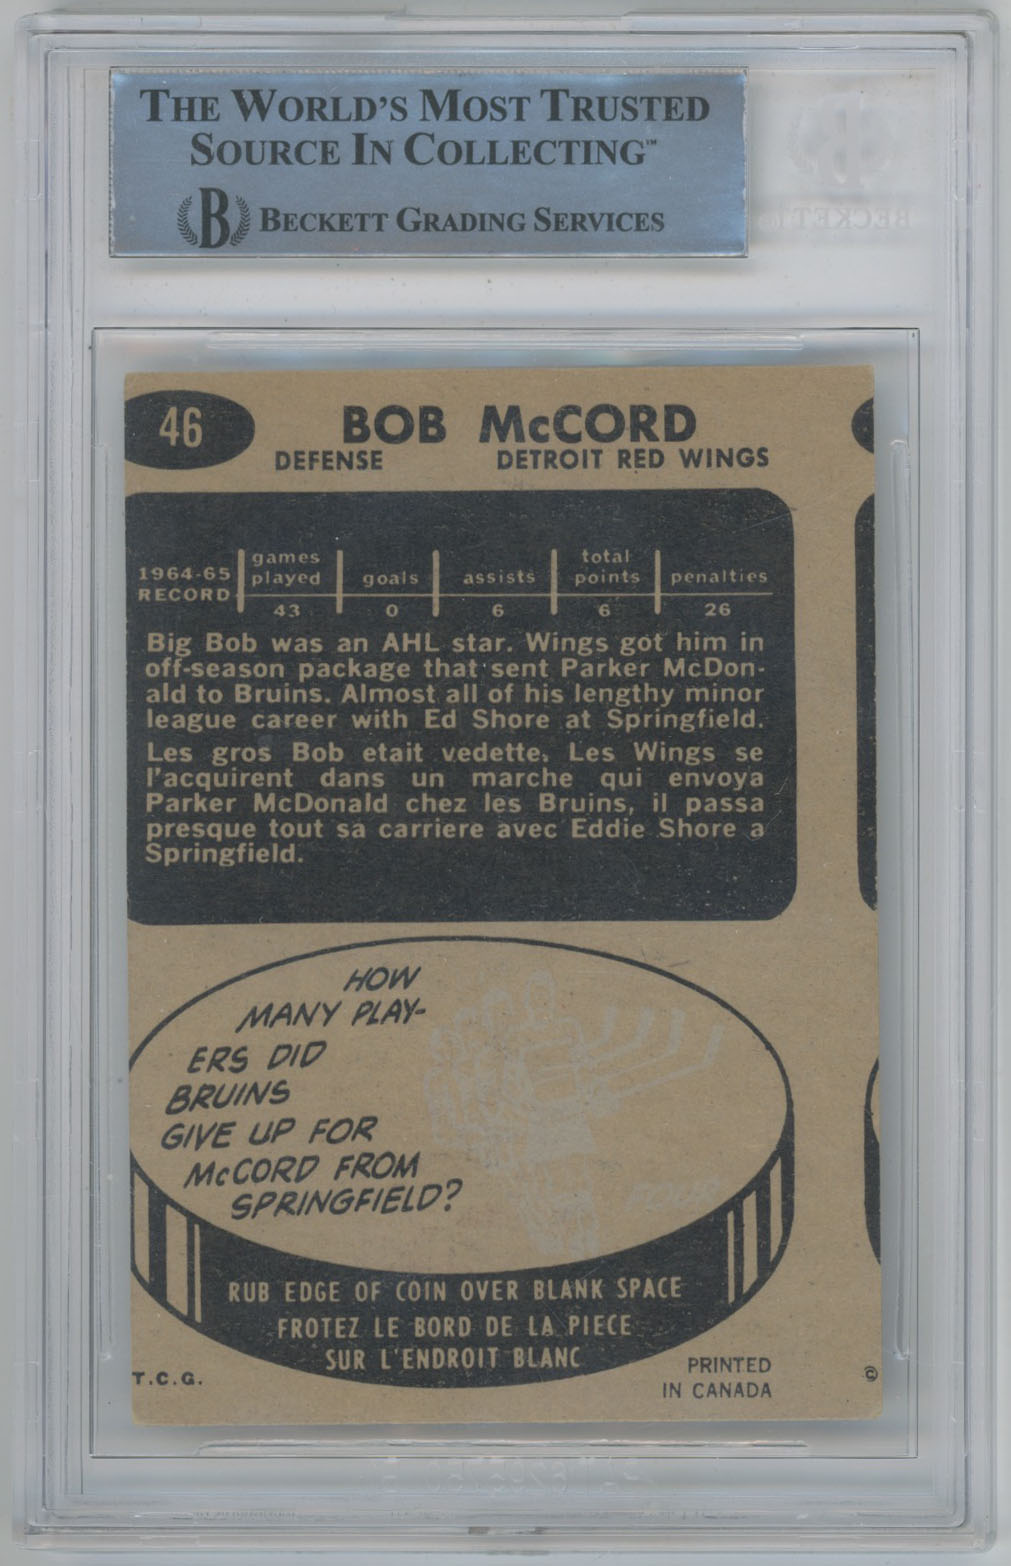 THE WORLD'S MOST TRUSTED
SOURCE IN COLLECTING™
B BECKETT GRADING SERVICES
46
BOB McCORD
DEFENSE DETROIT RED WINGS
1964-65 RECORD
games played goals assists total points penalties
43 0 6 6 26
Big Bob was an AHL star. Wings got him in
off-season package that sent Parker McDon-
ald to Bruins. Almost all of his lengthy minor
league career with Ed Shore at Springfield.
Les gros Bob etait vedette. Les Wings se
l'acquirent dans un marche qui envoya
Parker McDonald chez les Bruins, il passa
presque tout sa carriere avec Eddie Shore a
Springfield.
HOW
MANY PLAY-
ERS DID
BRUINS
GIVE UP FOR
McCORD FROM
SPRINGFIELD?
FOUR
RUB EDGE OF COIN OVER BLANK SPACE
FROTEZ LE BORD DE LA PIECE
SUR L'ENDROIT BLANC
T.C.G.
PRINTED
IN CANADA
©
BECKETT